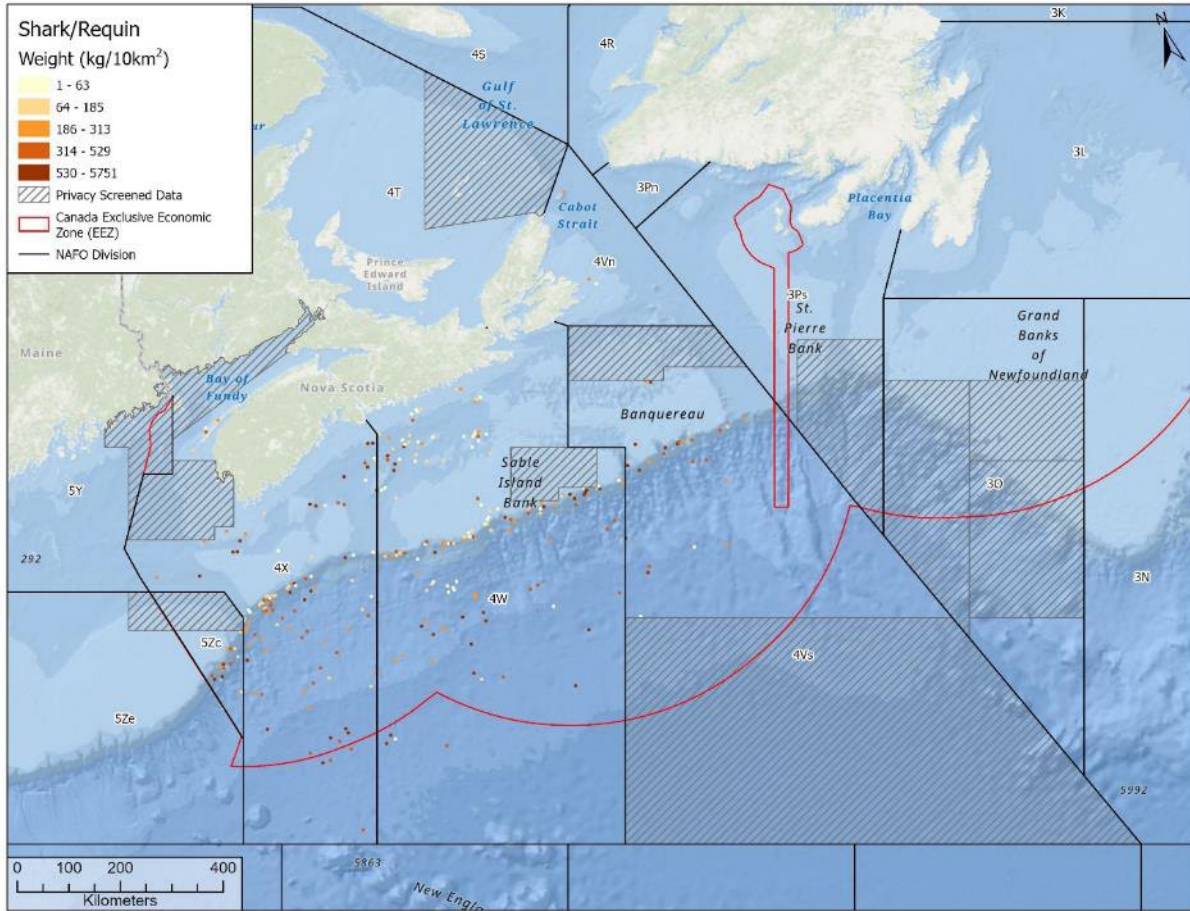 Shark/Requin
Weight (kg/10km²)
1 - 63
64 - 185
186 - 313
314 - 529
530 - 5751
Privacy Screened Data
Canada Exclusive Economic
Zone (EEZ)
NAFO Division
3K
N
4S
4R
Gulf
of St.
Lawrence
3L
4T
3Pn
Cabot
Strait
Placentia
Bay
Prince
Edward
Island
4Vn
3Ps
St.
Pierre
Bank
Grand
Banks
of
Newfoundland
Maine
Bay of
Fundy
Nova Scotia
Banquereau
Sable
Island
Bank
5Y
3O
292
4X
4W
3N
5Zc
4Vs
5Ze
5992
0 100 200 400
Kilometers
5863
New Engla